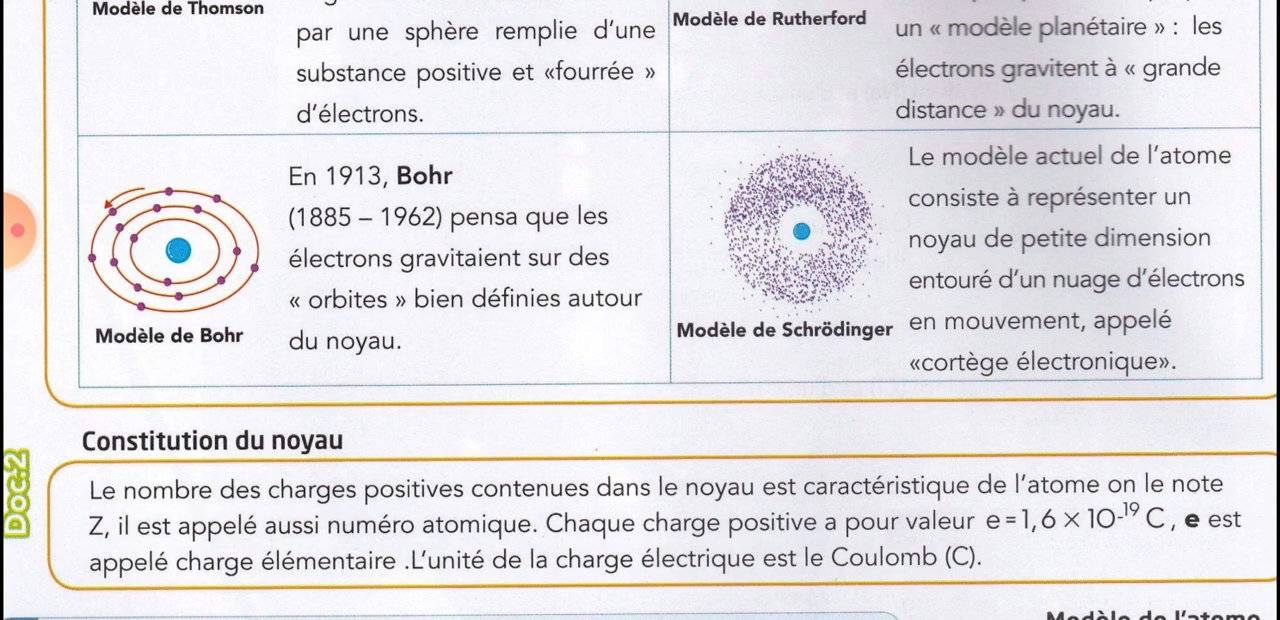 Modèle de Thomson
par une sphère remplie d'une
substance positive et «fourrée »
d'électrons.
Modèle de Rutherford
un « modèle planétaire » : les
électrons gravitent à « grande
distance » du noyau.
En 1913, Bohr
(1885 – 1962) pensa que les
électrons gravitaient sur des
« orbites » bien définies autour
du noyau.
Modèle de Bohr
Le modèle actuel de l'atome
consiste à représenter un
noyau de petite dimension
entouré d'un nuage d'électrons
en mouvement, appelé
«cortège électronique».
Modèle de Schrödinger
Constitution du noyau
Doc.2
Le nombre des charges positives contenues dans le noyau est caractéristique de l'atome on le note
Z, il est appelé aussi numéro atomique. Chaque charge positive a pour valeur e=1,6 × 10-¹⁹ C, e est
appelé charge élémentaire .L'unité de la charge électrique est le Coulomb (C).
Modèle de l'atome